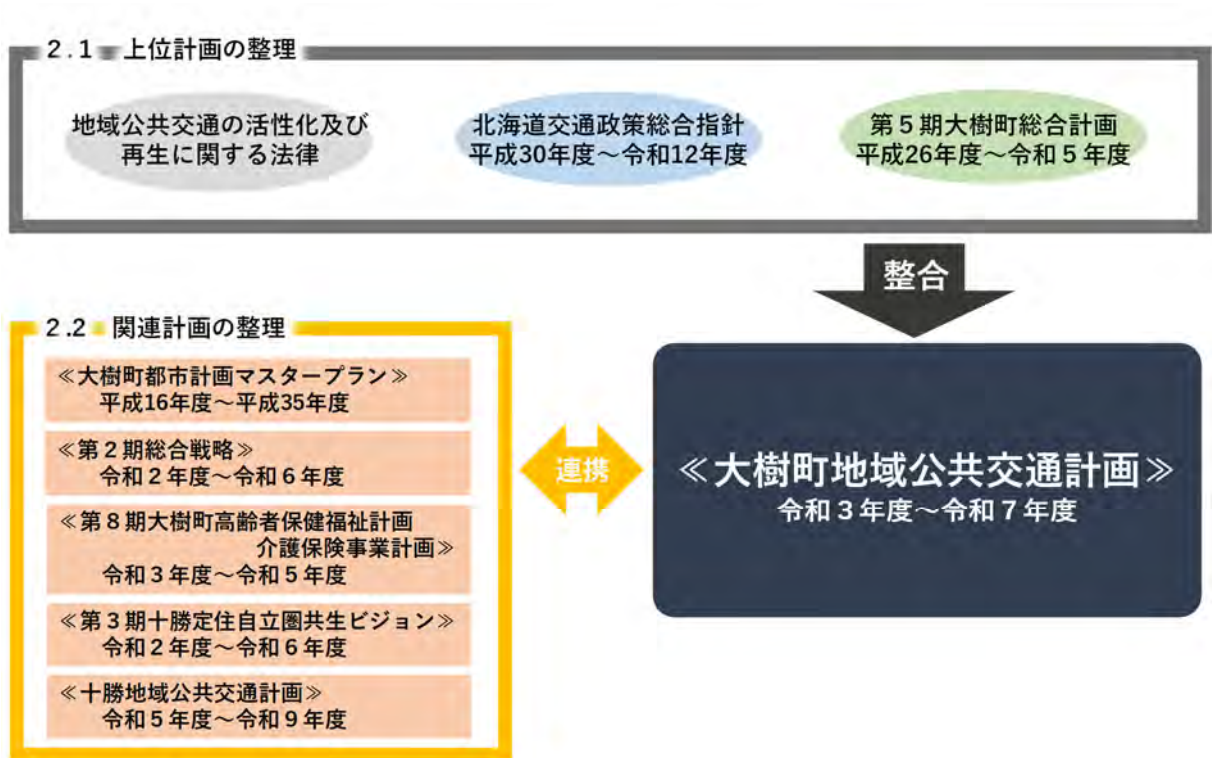 2.1 上位計画の整理
地域公共交通の活性化及び
再生に関する法律
北海道交通政策総合指針
平成30年度～令和12年度
第5期大樹町総合計画
平成26年度～令和5年度
整合
2.2 関連計画の整理
≪大樹町都市計画マスタープラン≫
平成16年度～平成35年度
≪第2期総合戦略≫
令和2年度～令和6年度
≪第8期大樹町高齢者保健福祉計画
介護保険事業計画≫
令和3年度～令和5年度
≪第3期十勝定住自立圏共生ビジョン≫
令和2年度～令和6年度
≪十勝地域公共交通計画≫
令和5年度～令和9年度
連携
≪大樹町地域公共交通計画≫
令和3年度～令和7年度